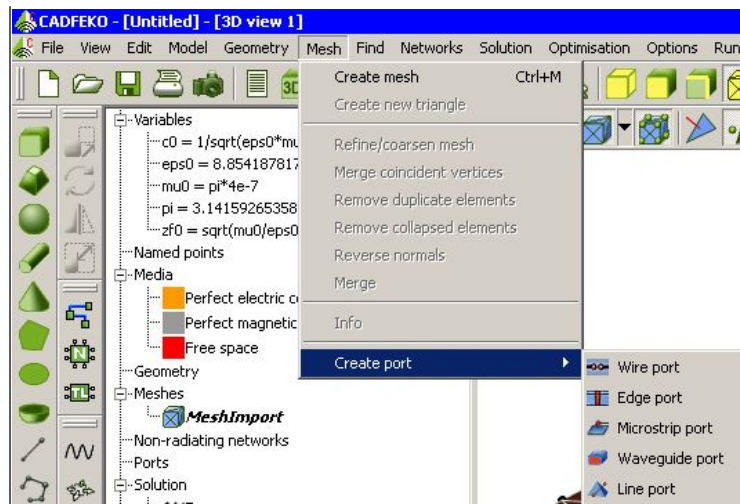 CADFEKO - [Untitled] - [3D view 1]
File View Edit Model Geometry Mesh Find Networks Solution Optimisation Options Run
3D
Create mesh Ctrl+M
Create new triangle
Refine/coarsen mesh
Merge coincident vertices
Remove duplicate elements
Remove collapsed elements
Reverse normals
Merge
Info
Create port
Wire port
Edge port
Microstrip port
Waveguide port
Line port
Variables
c0 = 1/sqrt(eps0*mu
eps0 = 8.854187817
mu0 = pi*4e-7
pi = 3.14159265358
zf0 = sqrt(mu0/eps0
Named points
Media
Perfect electric c
Perfect magnetic
Free space
Geometry
Meshes
MeshImport
Non-radiating networks
Ports
Solution
N
TL